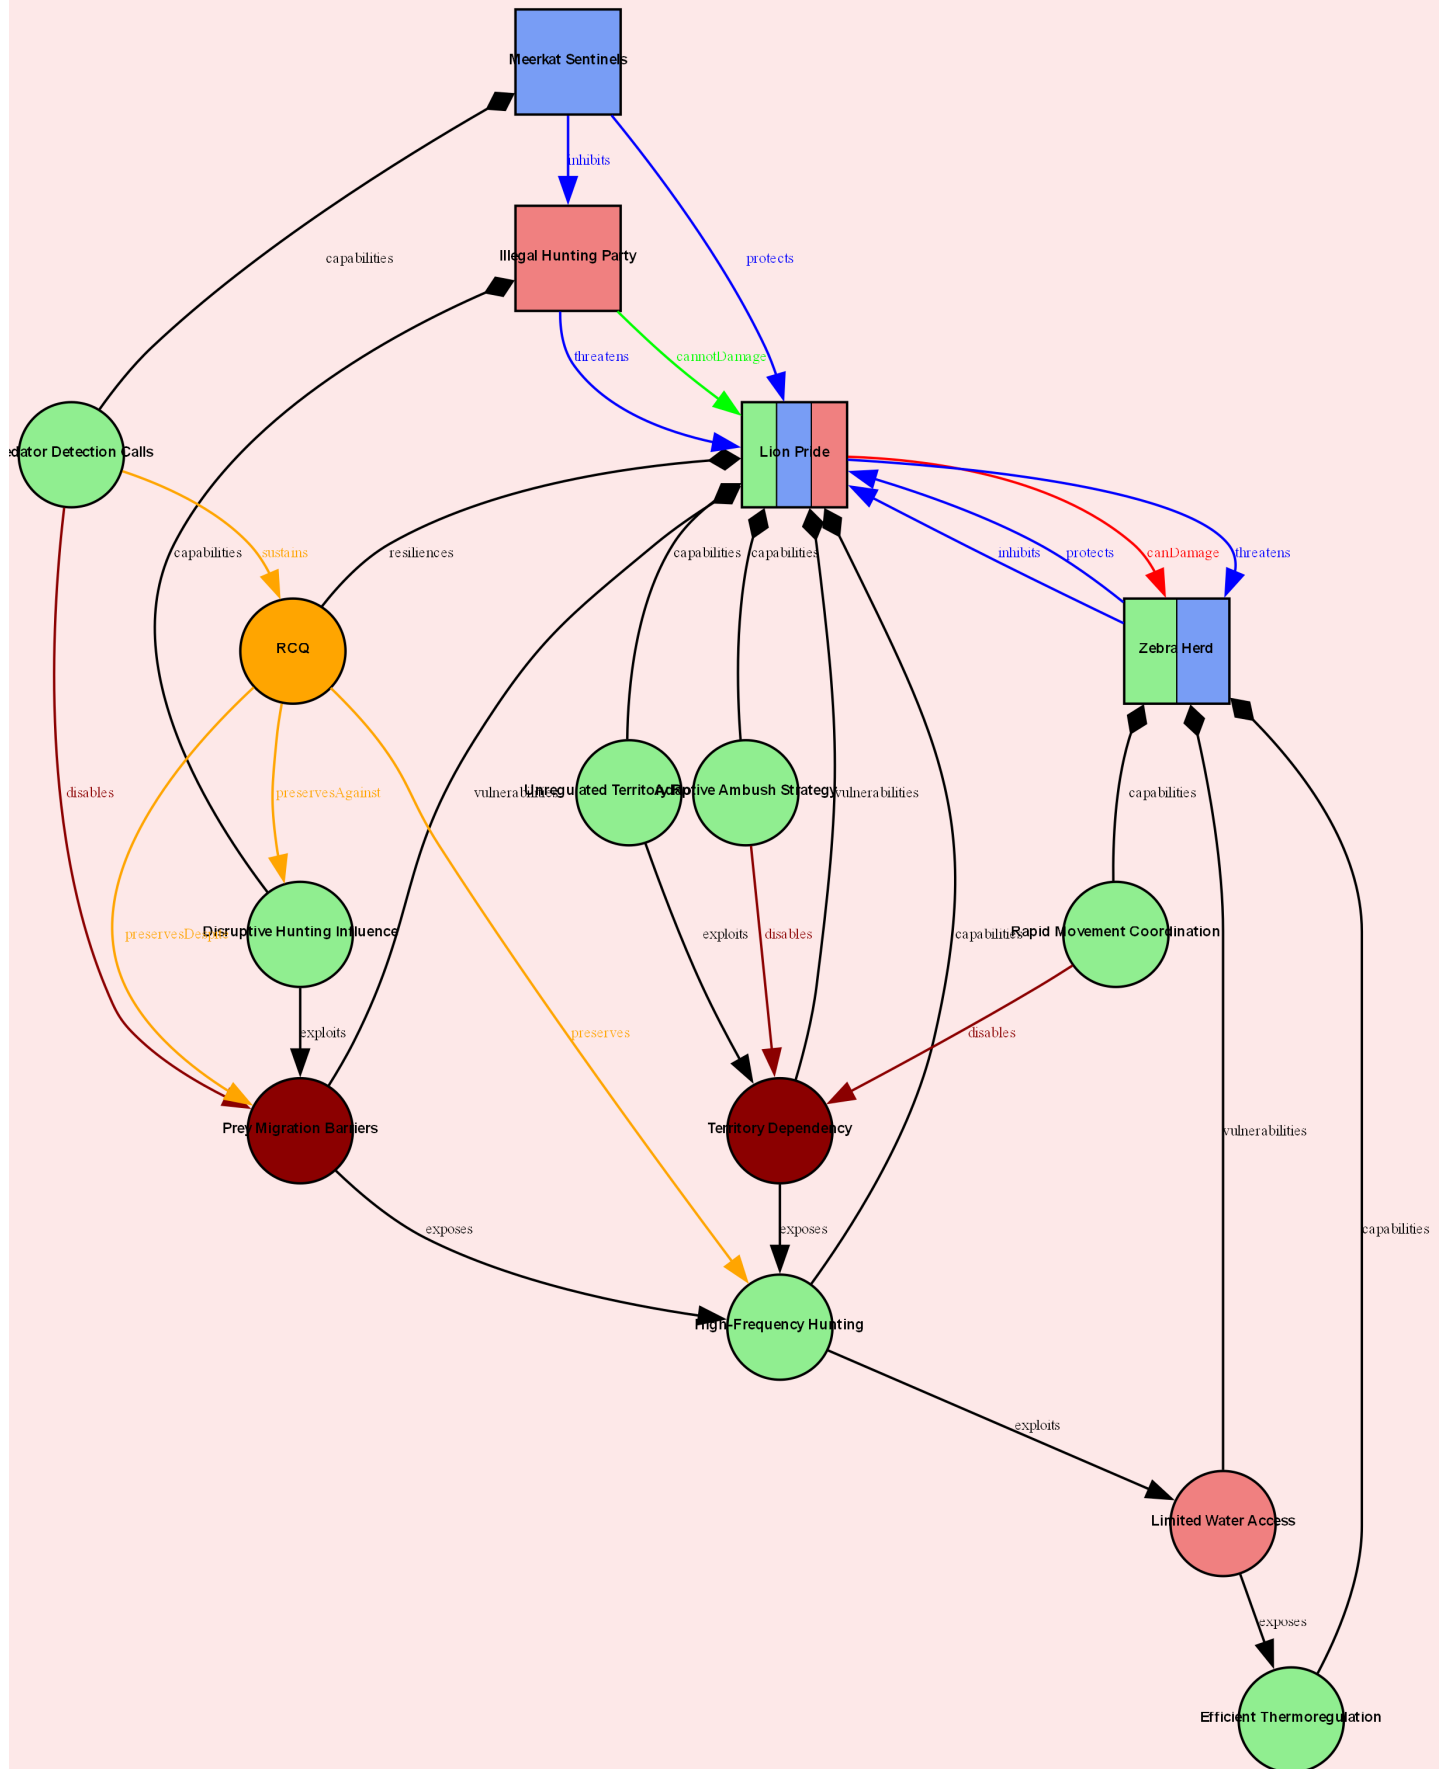 Meerkat Sentinels
inhibits
Illegal Hunting Party
capabilities
protects
threatens
cannotDamage
edator Detection Calls
Lion Pride
capabilities
sustains
resiliences
capabilities
capabilities
inhibits
protects
canDamage
threatens
RCQ
Zebra Herd
disables
preservesAgainst
vulnerabilities
Unregulated Territory
Adaptive Ambush Strategy
vulnerabilities
capabilities
preservesDespite
Disruptive Hunting Influence
exploits
disables
capabilities
Rapid Movement Coordination
exploits
preserves
disables
Prey Migration Barriers
Territory Dependency
vulnerabilities
exposes
exposes
capabilities
High-Frequency Hunting
exploits
Limited Water Access
exposes
Efficient Thermoregulation